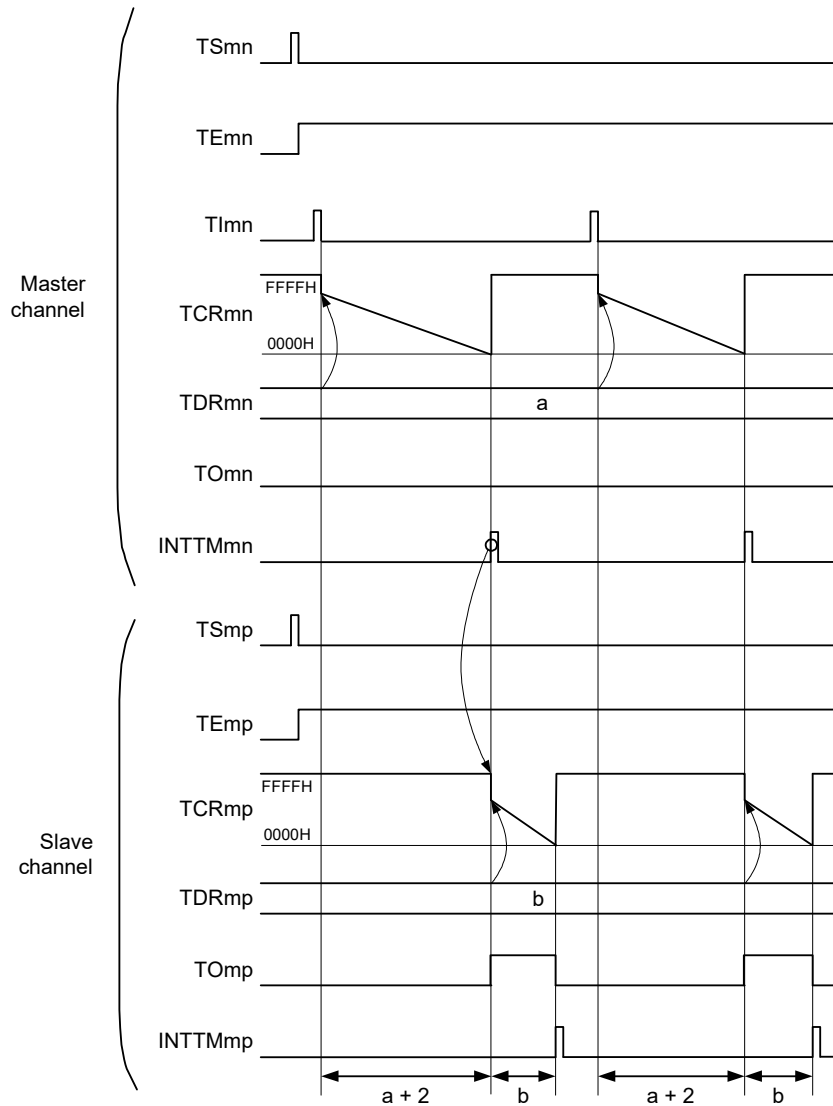 TSmn
TEmn
TImn
Master
channel
FFFFH
TCRmn
0000H
TDRmn
a
TOmn
INTTMmn
TSmp
TEmp
FFFFH
TCRmp
0000H
Slave
channel
TDRmp
b
TOmp
INTTMmp
a + 2
b
a + 2
b